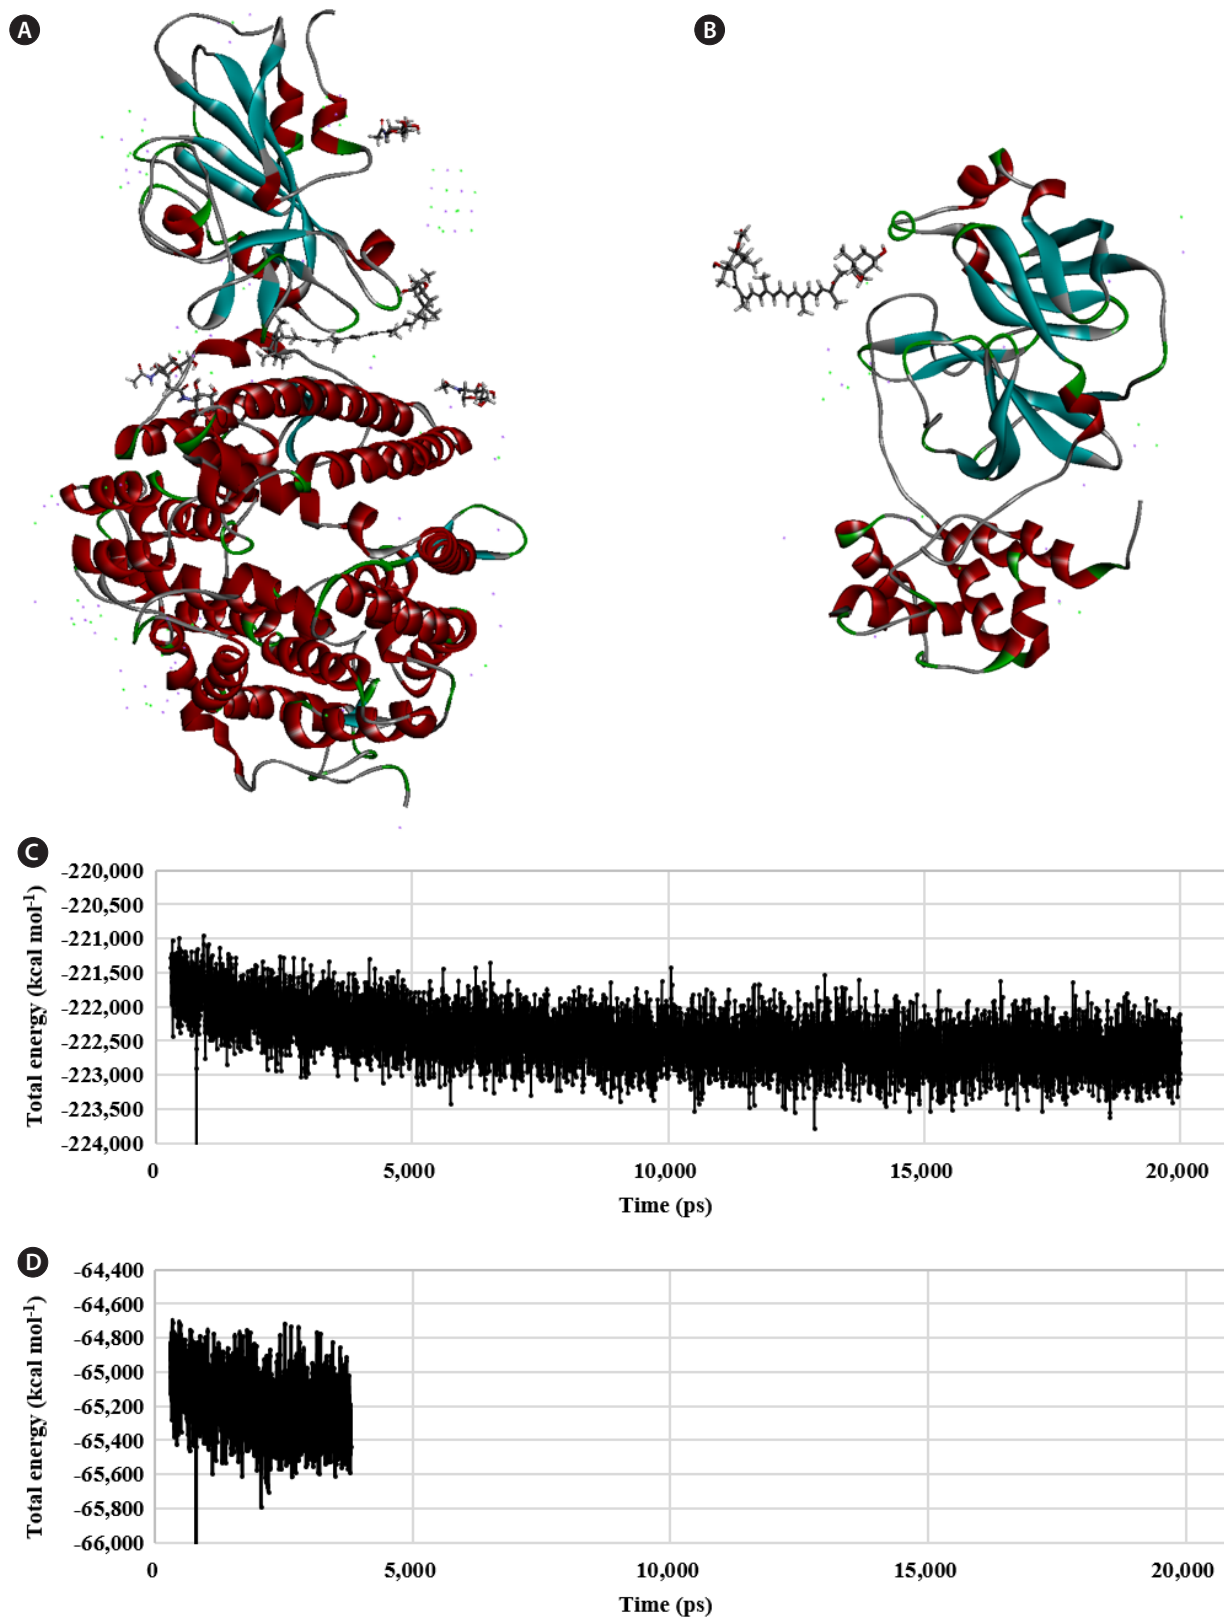 A
B
C
-220,000
-220,500
-221,000
-221,500
-222,000
-222,500
-223,000
-223,500
-224,000
Total energy (kcal mol-1)
0 5,000 10,000 15,000 20,000
Time (ps)
D
-64,400
-64,600
-64,800
-65,000
-65,200
-65,400
-65,600
-65,800
-66,000
Total energy (kcal mol-1)
0 5,000 10,000 15,000 20,000
Time (ps)